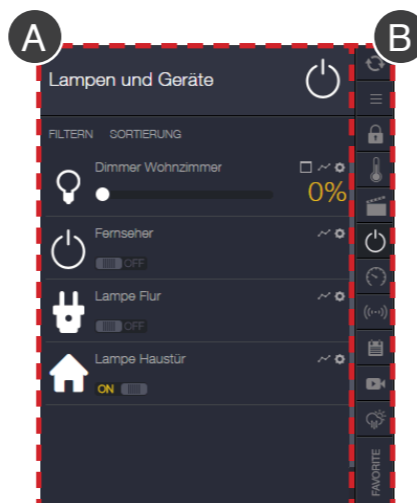 A
B
Lampen und Geräte
FILTERN SORTIERUNG
Dimmer Wohnzimmer
0%
Fernseher
OFF
Lampe Flur
OFF
Lampe Haustür
ON
FAVORITE